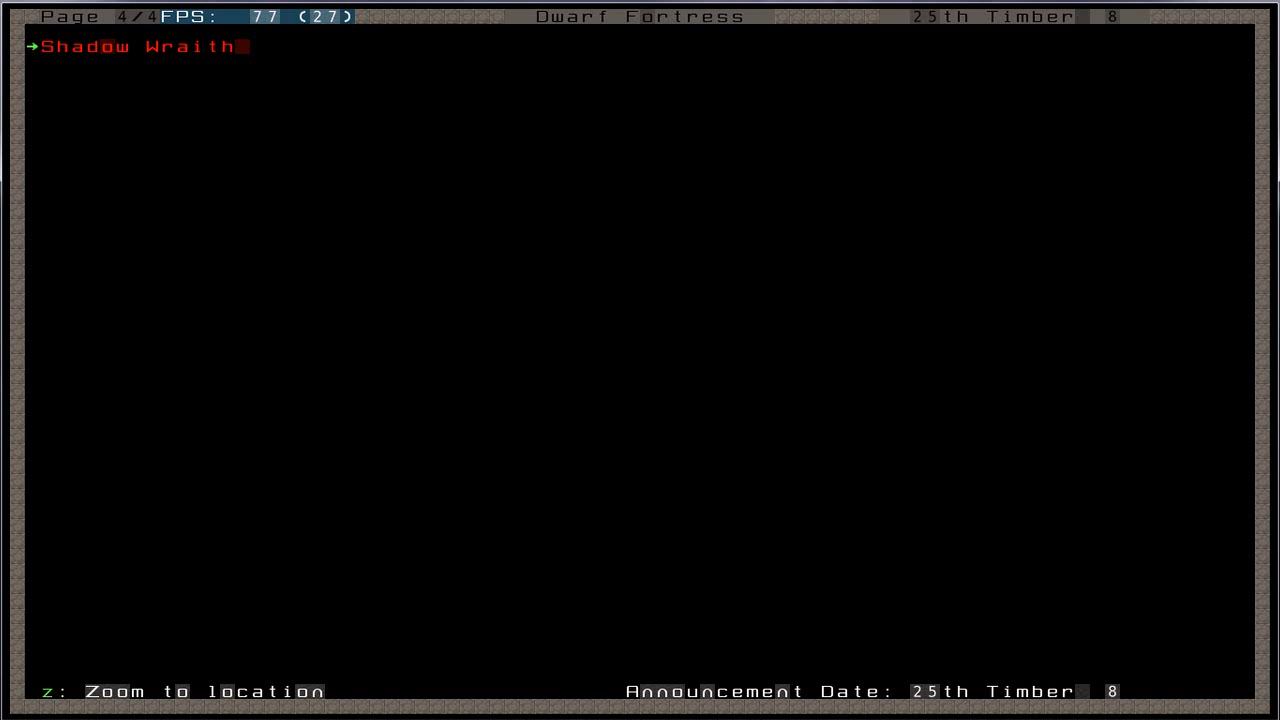 Page 4/4 FPS: 77 (27) Dwarf Fortress 25th Timber 8
→Shadow Wraith
z: Zoom to location Announcement Date: 25th Timber 8